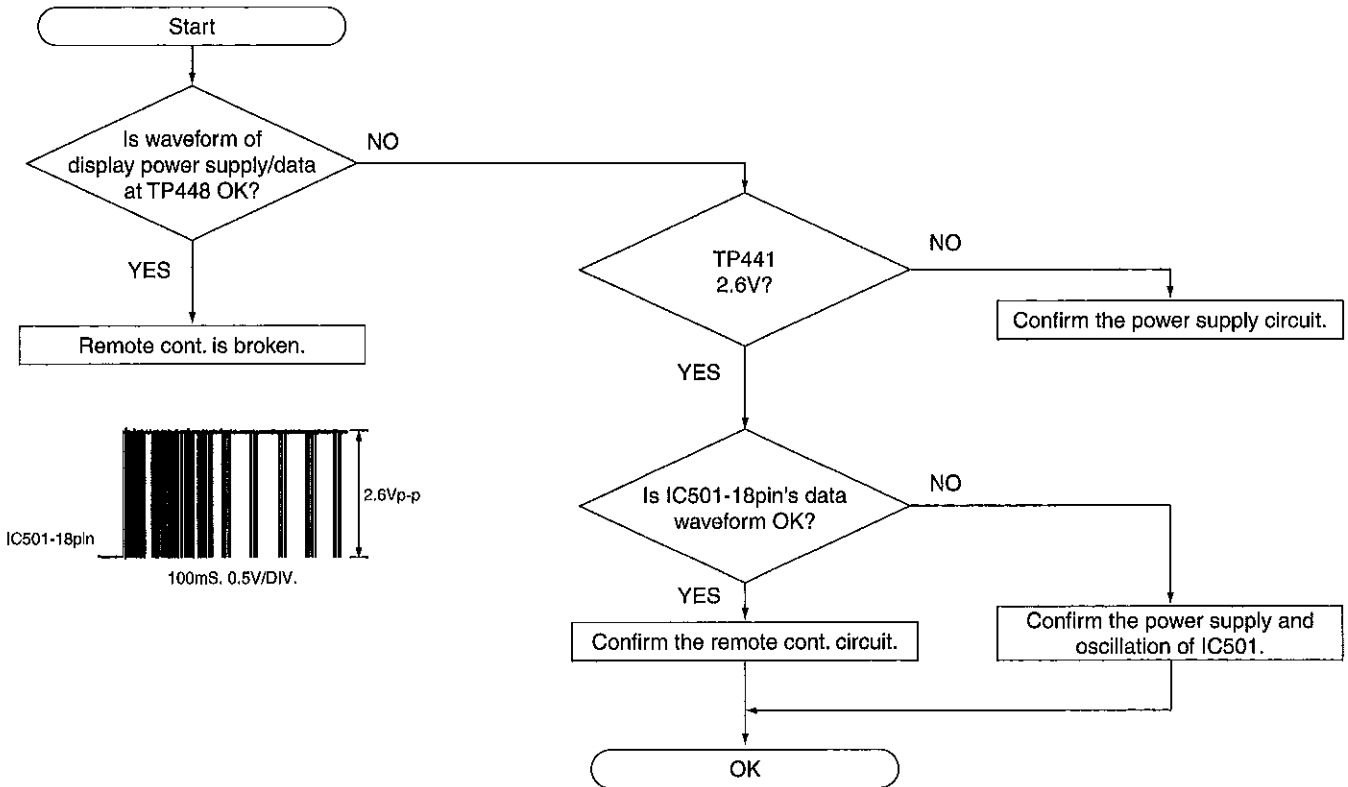 Start
Is waveform of
display power supply/data
at TP448 OK?
NO
YES
Remote cont. is broken.
TP441
2.6V?
NO
Confirm the power supply circuit.
YES
Is IC501-18pin's data
waveform OK?
NO
YES
Confirm the remote cont. circuit.
Confirm the power supply and
oscillation of IC501.
OK
2.6Vp-p
IC501-18pin
100mS. 0.5V/DIV.